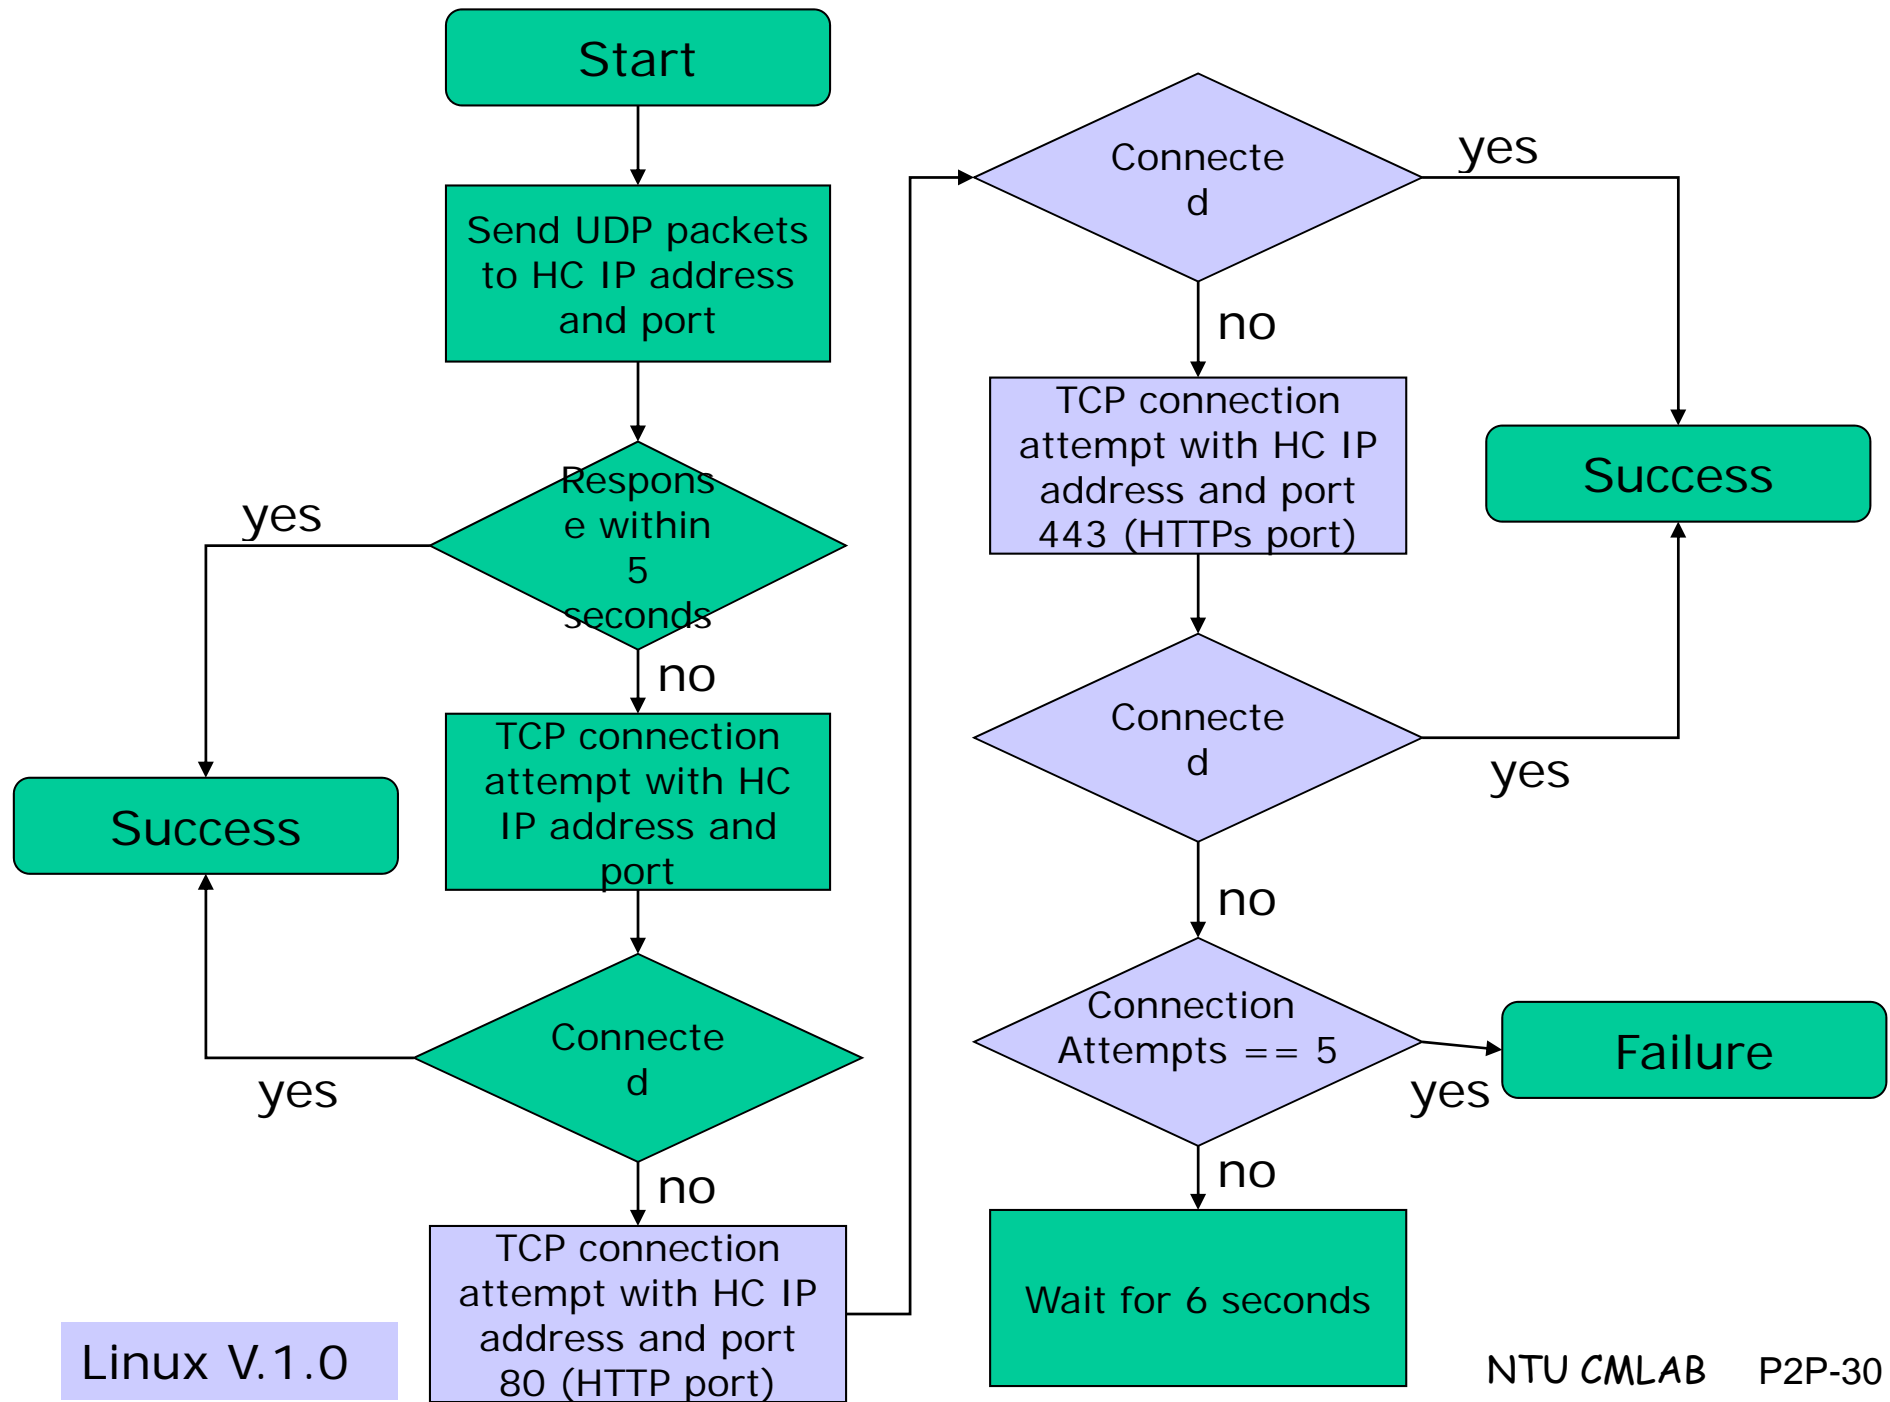 Start
Send UDP packets
to HC IP address
and port
Respons
e within
5
seconds
yes
no
TCP connection
attempt with HC
IP address and
port
Success
Connecte
d
yes
no
TCP connection
attempt with HC IP
address and port
80 (HTTP port)
Linux V.1.0
Connecte
d
yes
no
TCP connection
attempt with HC IP
address and port
443 (HTTPs port)
Success
Connecte
d
yes
no
Connection
Attempts == 5
yes
Failure
no
Wait for 6 seconds
NTU CMLAB P2P-30